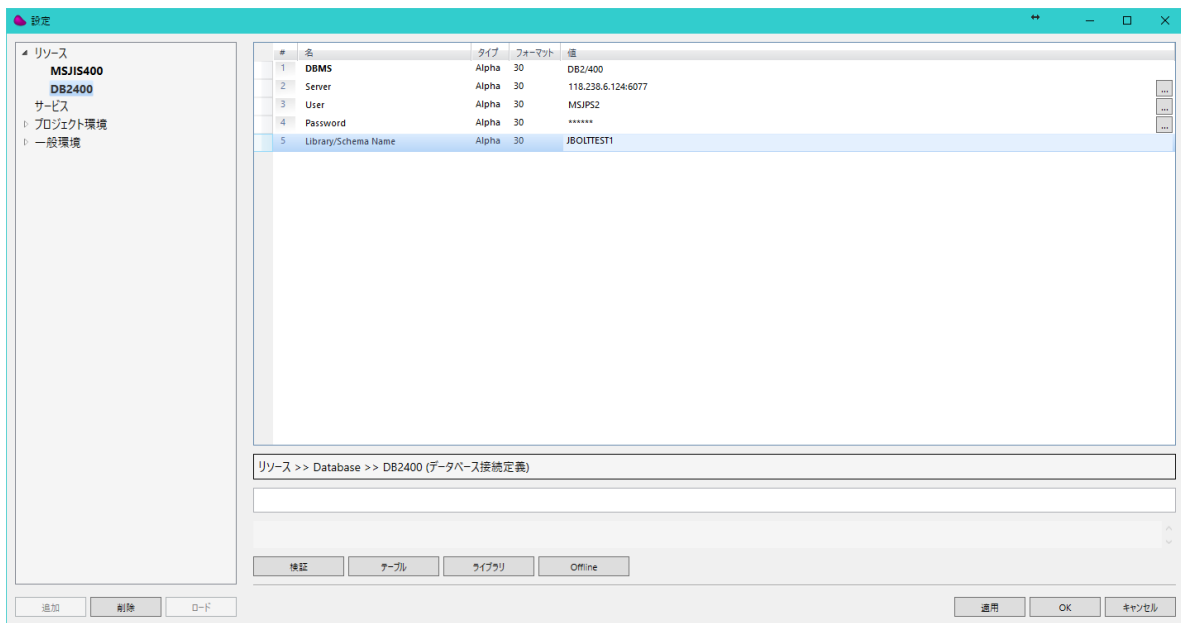 設定
リソース
MSJIS400
DB2400
サービス
プロジェクト環境
一般環境
# 名 タイプ フォーマット 値
1 DBMS Alpha 30 DB2/400
2 Server Alpha 30 118.238.6.124:6077 ...
3 User Alpha 30 MSJPS2 ...
4 Password Alpha 30 ****** ...
5 Library/Schema Name Alpha 30 JBOLTTEST1
リソース >> Database >> DB2400 (データベース接続定義)
検証 テーブル ライブラリ Offline
追加 削除 ロード 適用 OK キャンセル